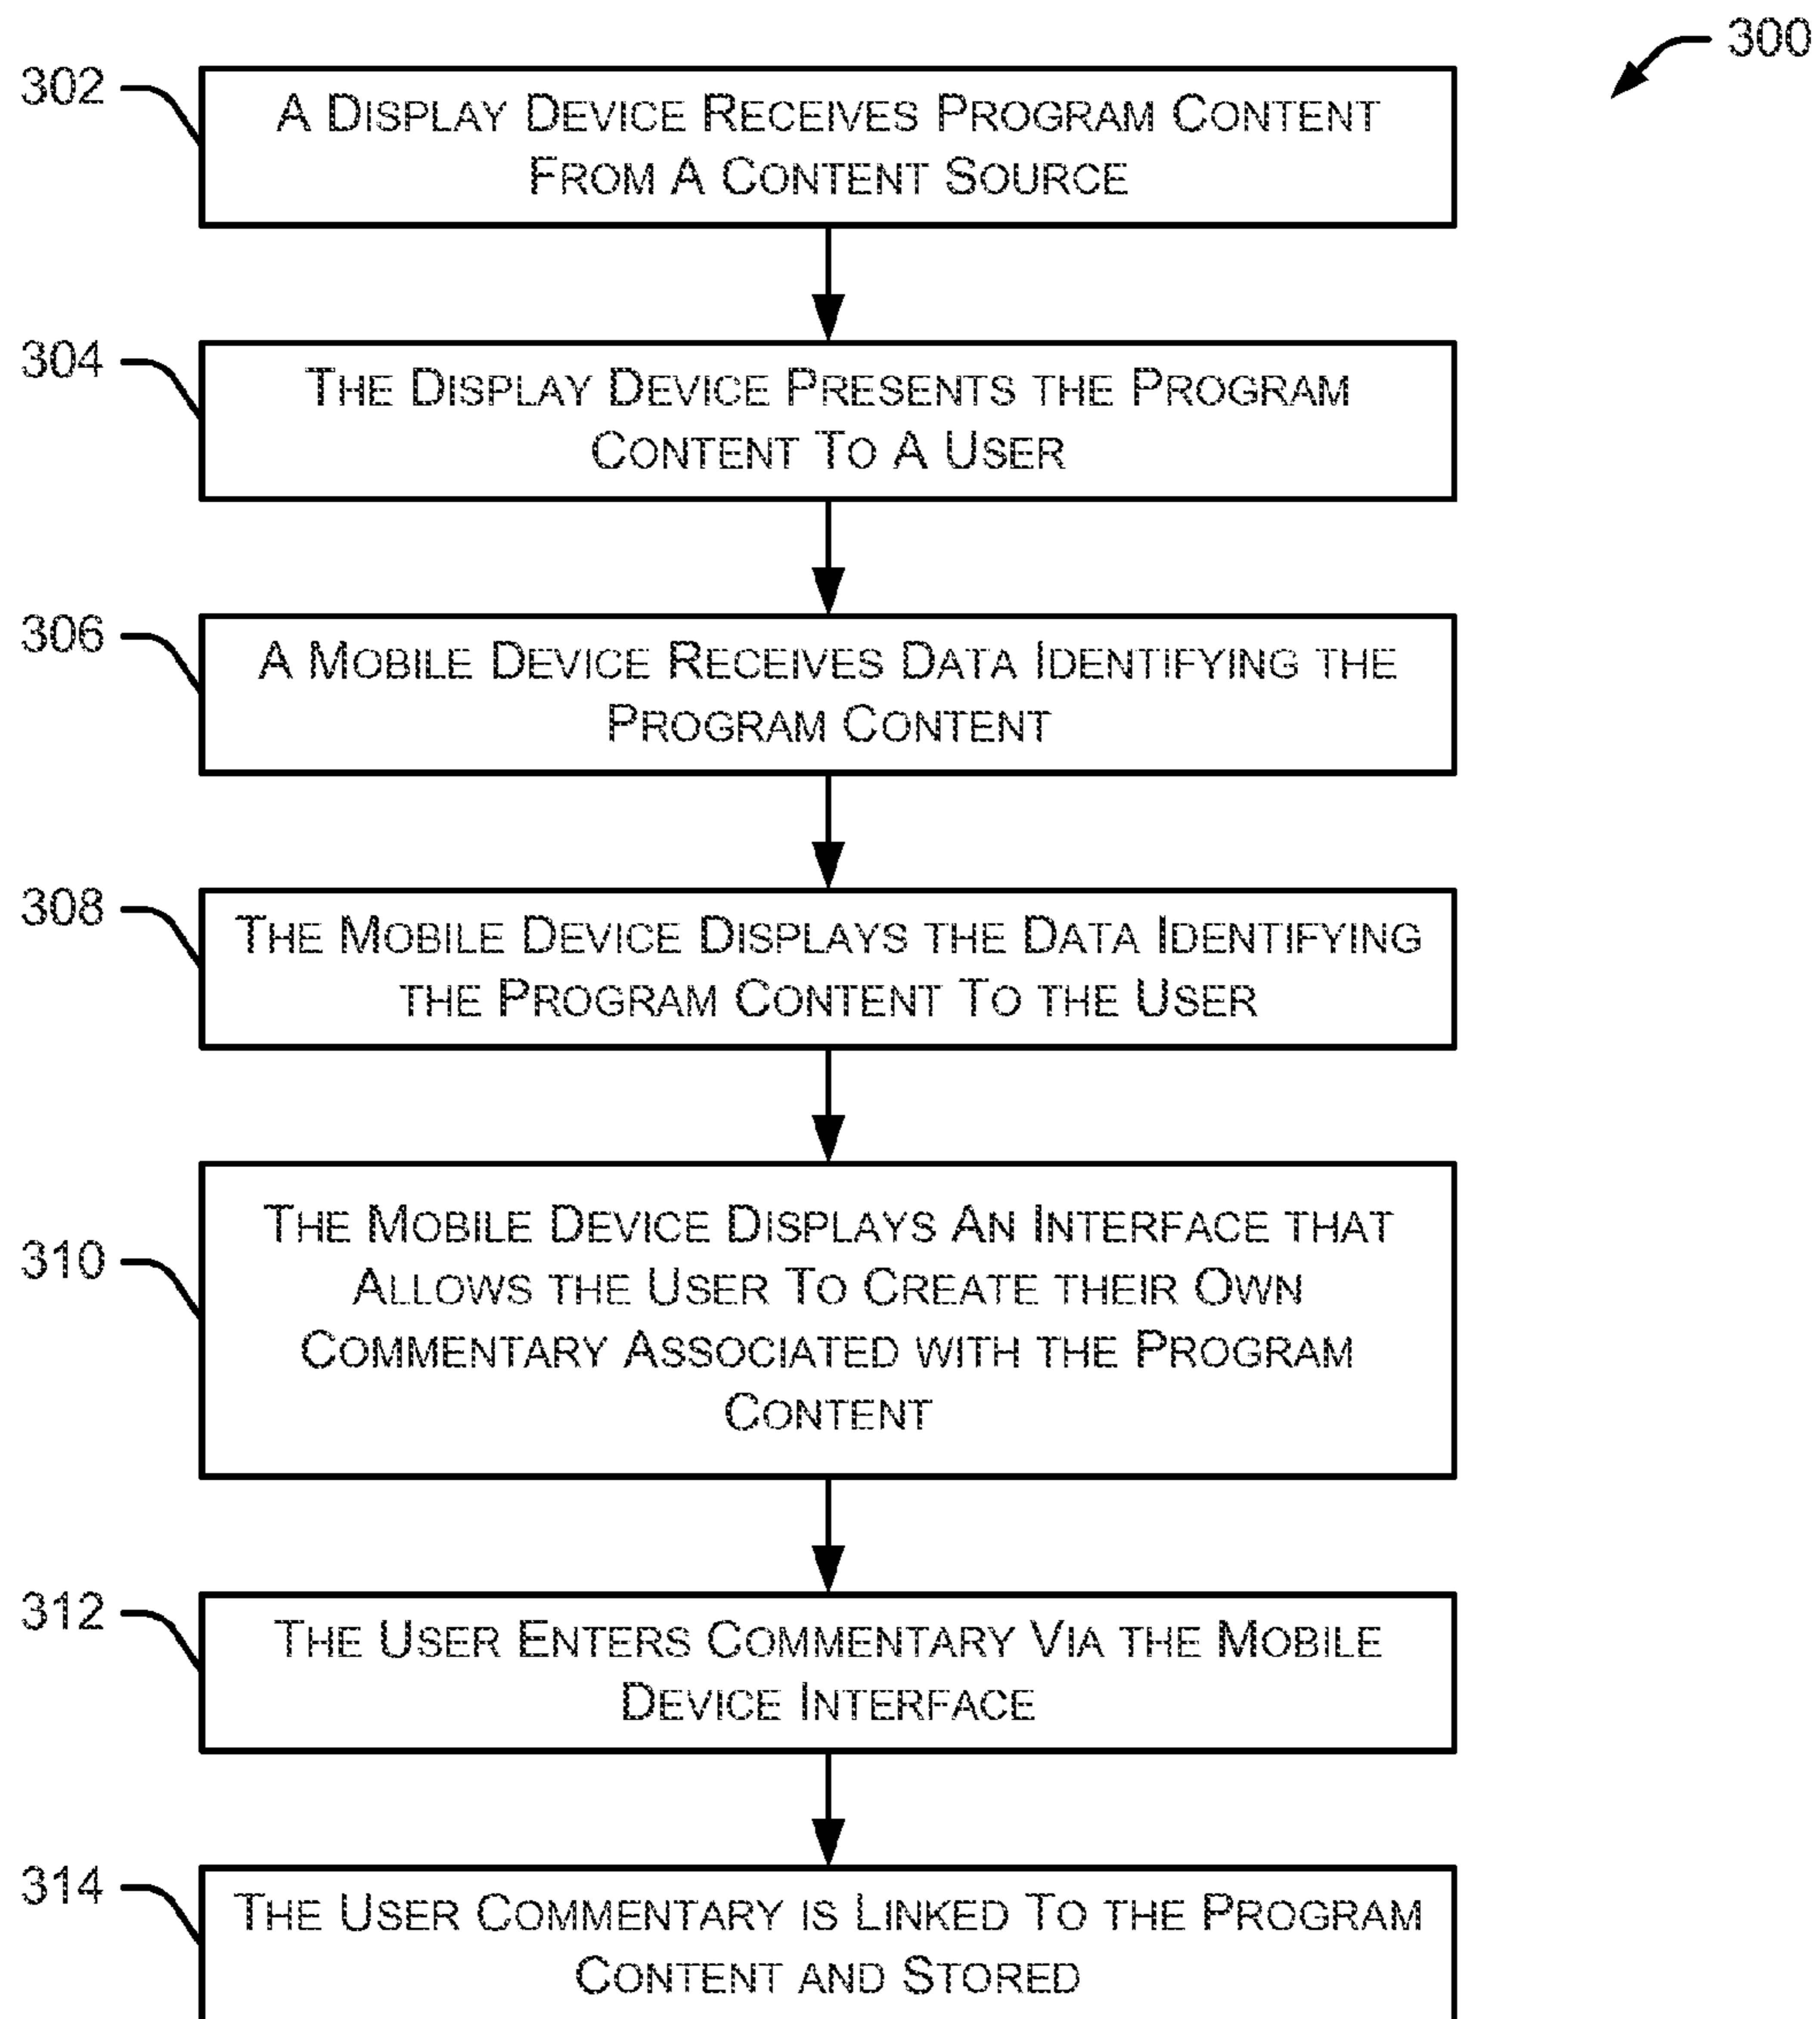 300
302
A DISPLAY DEVICE RECEIVES PROGRAM CONTENT
FROM A CONTENT SOURCE
304
THE DISPLAY DEVICE PRESENTS THE PROGRAM
CONTENT TO A USER
306
A MOBILE DEVICE RECEIVES DATA IDENTIFYING THE
PROGRAM CONTENT
308
THE MOBILE DEVICE DISPLAYS THE DATA IDENTIFYING
THE PROGRAM CONTENT TO THE USER
310
THE MOBILE DEVICE DISPLAYS AN INTERFACE THAT
ALLOWS THE USER TO CREATE THEIR OWN
COMMENTARY ASSOCIATED WITH THE PROGRAM
CONTENT
312
THE USER ENTERS COMMENTARY VIA THE MOBILE
DEVICE INTERFACE
314
THE USER COMMENTARY IS LINKED TO THE PROGRAM
CONTENT AND STORED